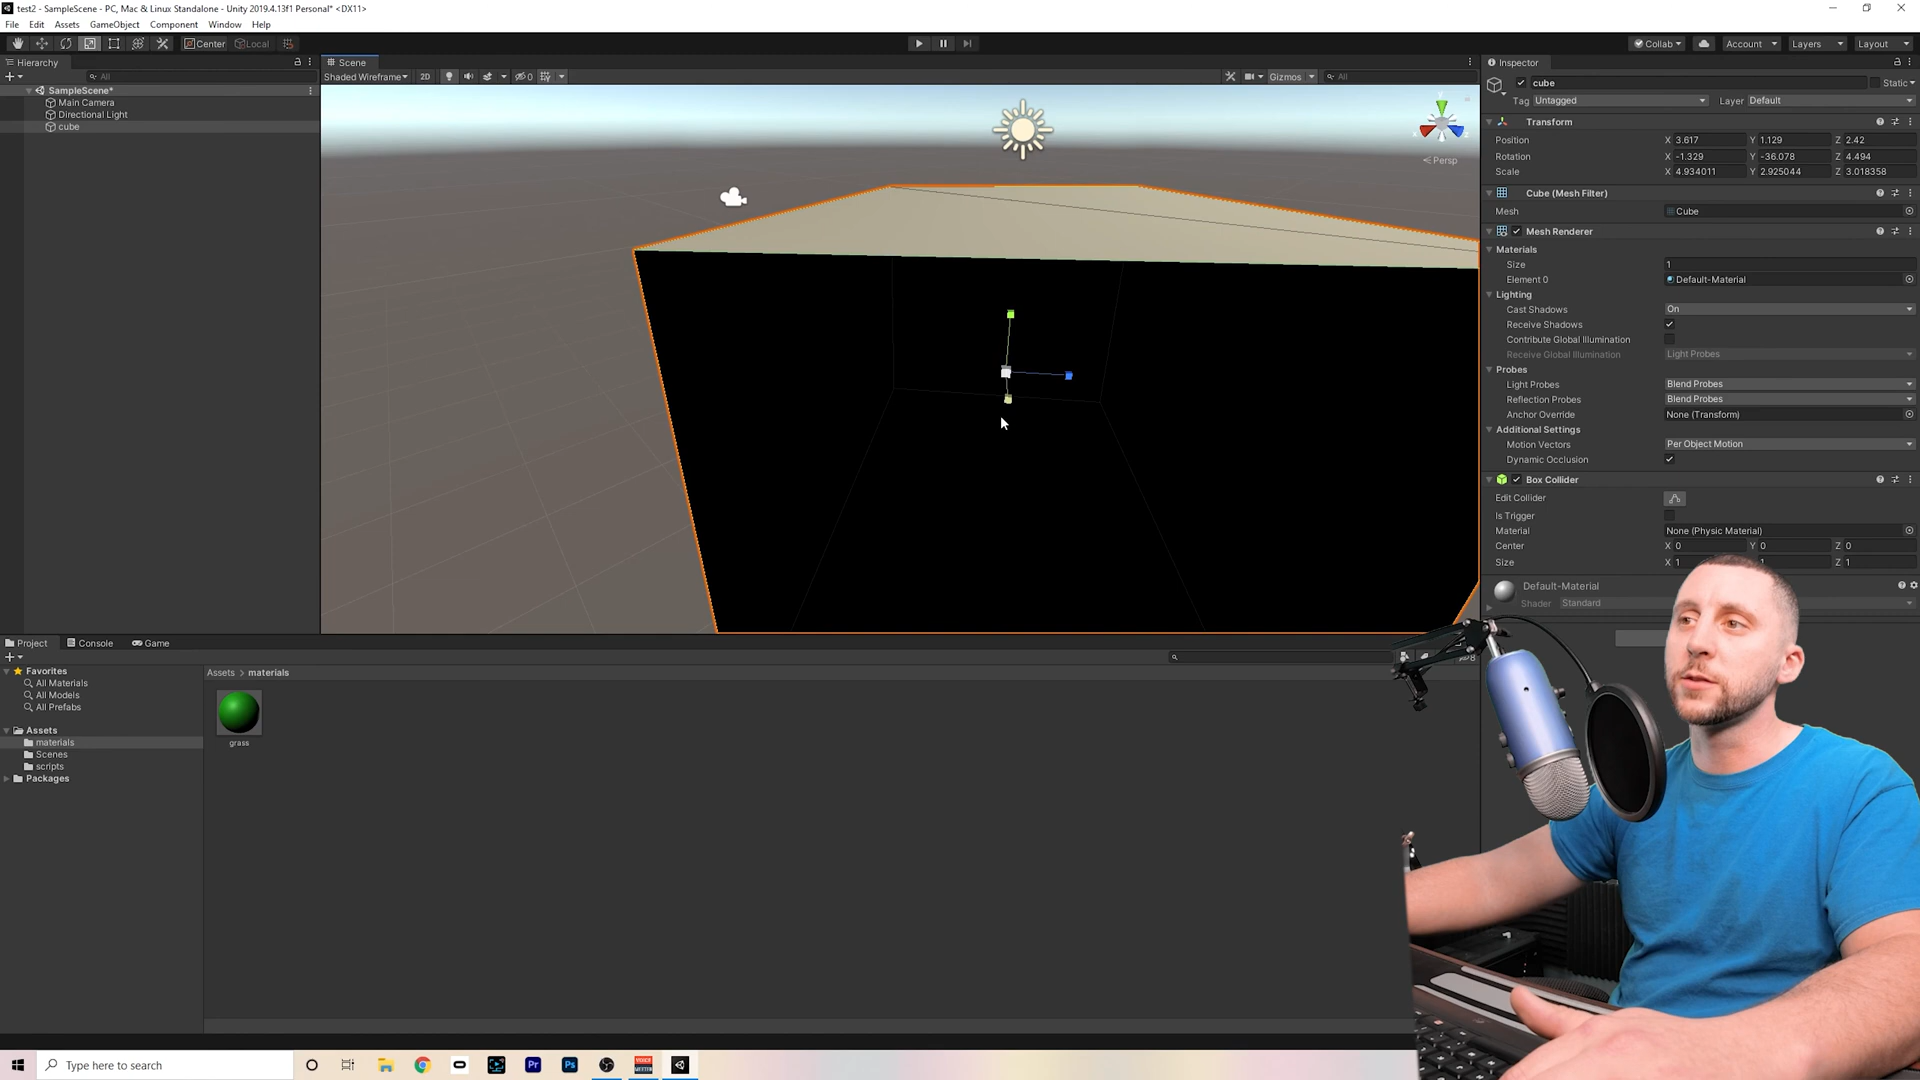 test2 - SampleScene - PC, Mac & Linux Standalone - Unity 2019.4.13f1 Personal* <DX11>
File Edit Assets GameObject Component Window Help
Center Local Collab Account Layers Layout
Hierarchy
All
SampleScene*
Main Camera
Directional Light
cube
Scene
Shaded Wireframe 2D 0 Gizmos All
Persp
Inspector
cube Static
Tag Untagged Layer Default
Transform
Position X 3.617 Y 1.129 Z 2.42
Rotation X -1.329 Y -36.078 Z 4.494
Scale X 4.934011 Y 2.925044 Z 3.018358
Cube (Mesh Filter)
Mesh Cube
Mesh Renderer
Materials
Size 1
Element 0 Default-Material
Lighting
Cast Shadows On
Receive Shadows
Contribute Global Illumination
Receive Global Illumination Light Probes
Probes
Light Probes Blend Probes
Reflection Probes Blend Probes
Anchor Override None (Transform)
Additional Settings
Motion Vectors Per Object Motion
Dynamic Occlusion
Box Collider
Edit Collider
Is Trigger
Material None (Physic Material)
Center X 0 Y 0 Z 0
Size X 1 1 Z 1
Default-Material
Shader Standard
Project Console Game
Favorites
All Materials
All Models
All Prefabs
Assets
materials
Scenes
scripts
Packages
Assets > materials
grass
Type here to search
Pr
Ps